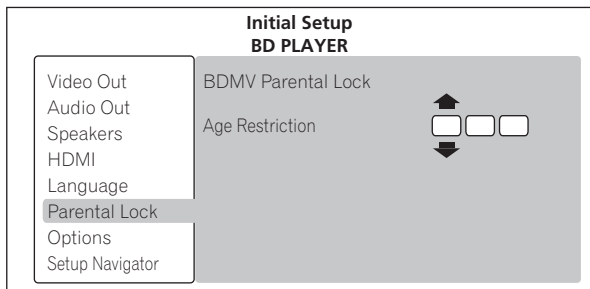 Initial Setup
BD PLAYER
Video Out
Audio Out
Speakers
HDMI
Language
Parental Lock
Options
Setup Navigator
BDMV Parental Lock
Age Restriction